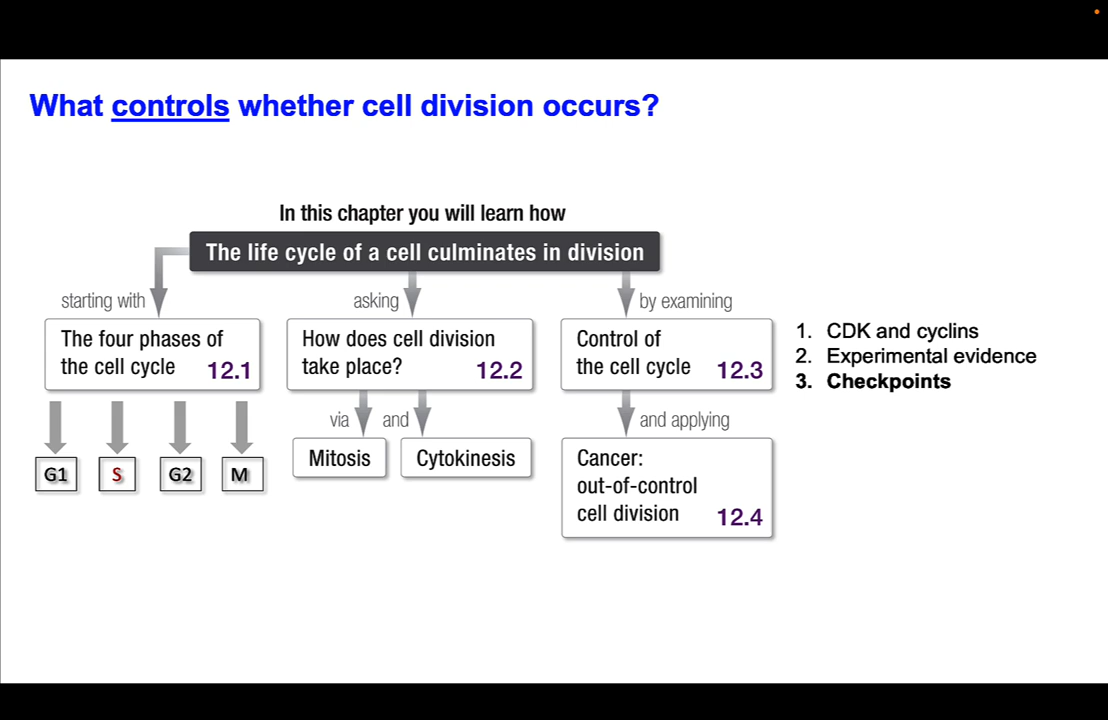 What controls whether cell division occurs?
In this chapter you will learn how
The life cycle of a cell culminates in division
starting with
asking
by examining
The four phases of
the cell cycle 12.1
How does cell division
take place? 12.2
Control of
the cell cycle 12.3
1. CDK and cyclins
2. Experimental evidence
3. Checkpoints
via
and
and applying
G1
S
G2
M
Mitosis
Cytokinesis
Cancer:
out-of-control
cell division 12.4